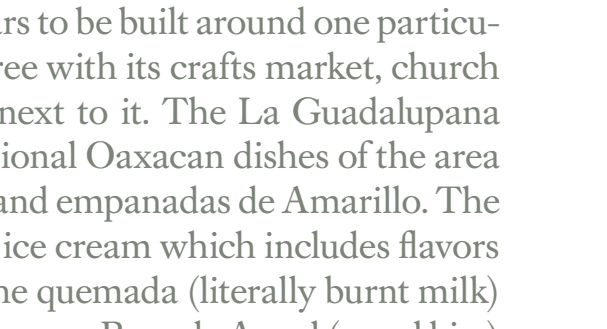 rs to be built around one particu-
ree with its crafts market, church
next to it. The La Guadalupana
ional Oaxacan dishes of the area
and empanadas de Amarillo. The
ice cream which includes flavors
he quemada (literally burnt milk)